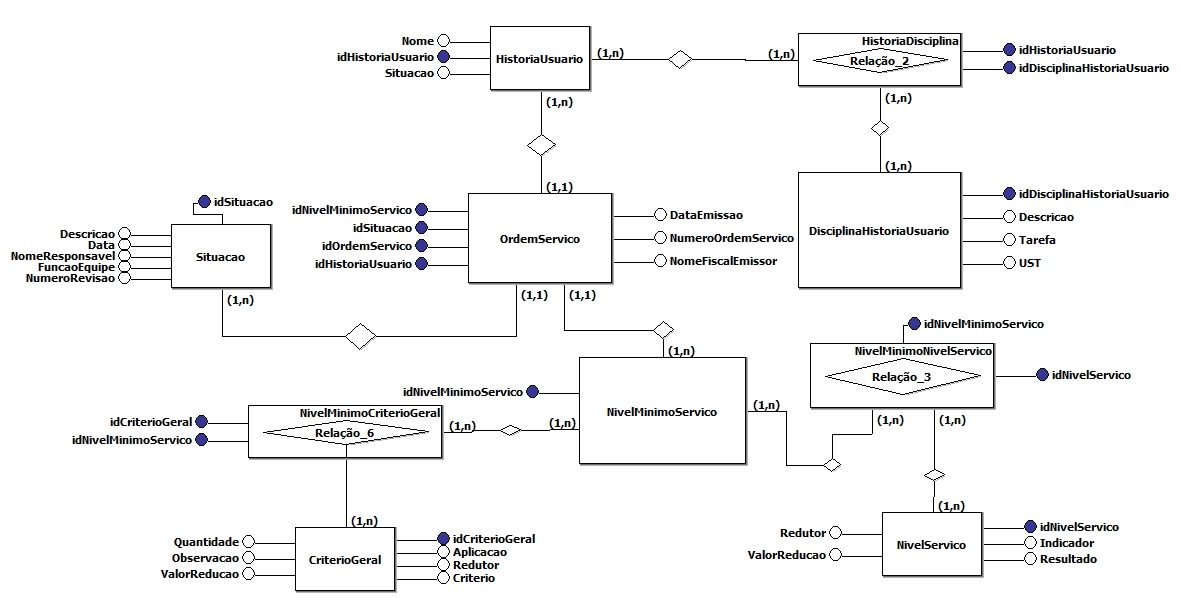 Nome
idHistoriaUsuario
Situacao
HistoriaUsuario
(1,n)
(1,n)
HistoriaDisciplina
Relação_2
idHistoriaUsuario
idDisciplinaHistoriaUsuario
(1,n)
(1,n)
(1,n)
(1,1)
idSituacao
Descricao
Data
NomeResponsavel
FuncaoEquipe
NumeroRevisao
Situacao
(1,n)
idNivelMinimoServico
idSituacao
idOrdemServico
idHistoriaUsuario
OrdemServico
DataEmissao
NumeroOrdemServico
NomeFiscalEmissor
(1,1)
(1,1)
DisciplinaHistoriaUsuario
idDisciplinaHistoriaUsuario
Descricao
Tarefa
UST
(1,n)
idNivelMinimoServico
NivelMinimoServico
(1,n)
(1,n)
idNivelMinimoServico
NivelMinimoNivelServico
Relação_3
idNivelServico
(1,n)
(1,n)
idCriterioGeral
idNivelMinimoServico
NivelMinimoCriterioGeral
Relação_6
(1,n)
(1,n)
Quantidade
Observacao
ValorReducao
CriterioGeral
idCriterioGeral
Aplicacao
Redutor
Criterio
(1,n)
Redutor
ValorReducao
NivelServico
idNivelServico
Indicador
Resultado